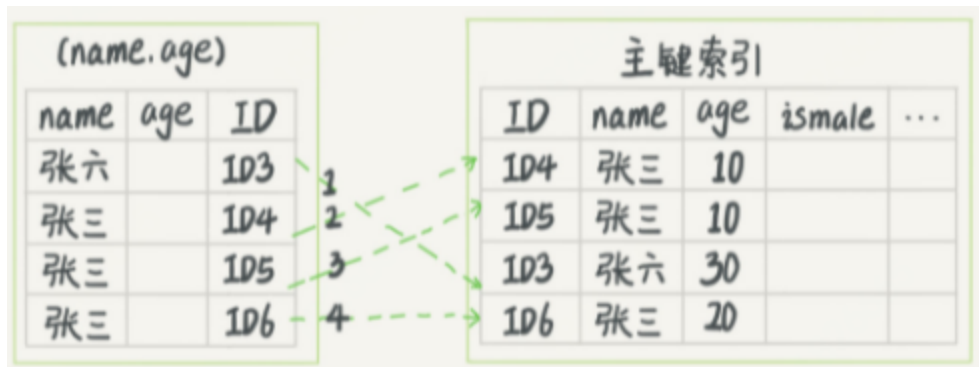 (name.age)
name age ID
张六 ID3
张三 ID4
张三 ID5
张三 ID6
1
2
3
4
主键索引
ID name age ismale ...
ID4 张三 10
ID5 张三 10
ID3 张六 30
ID6 张三 20